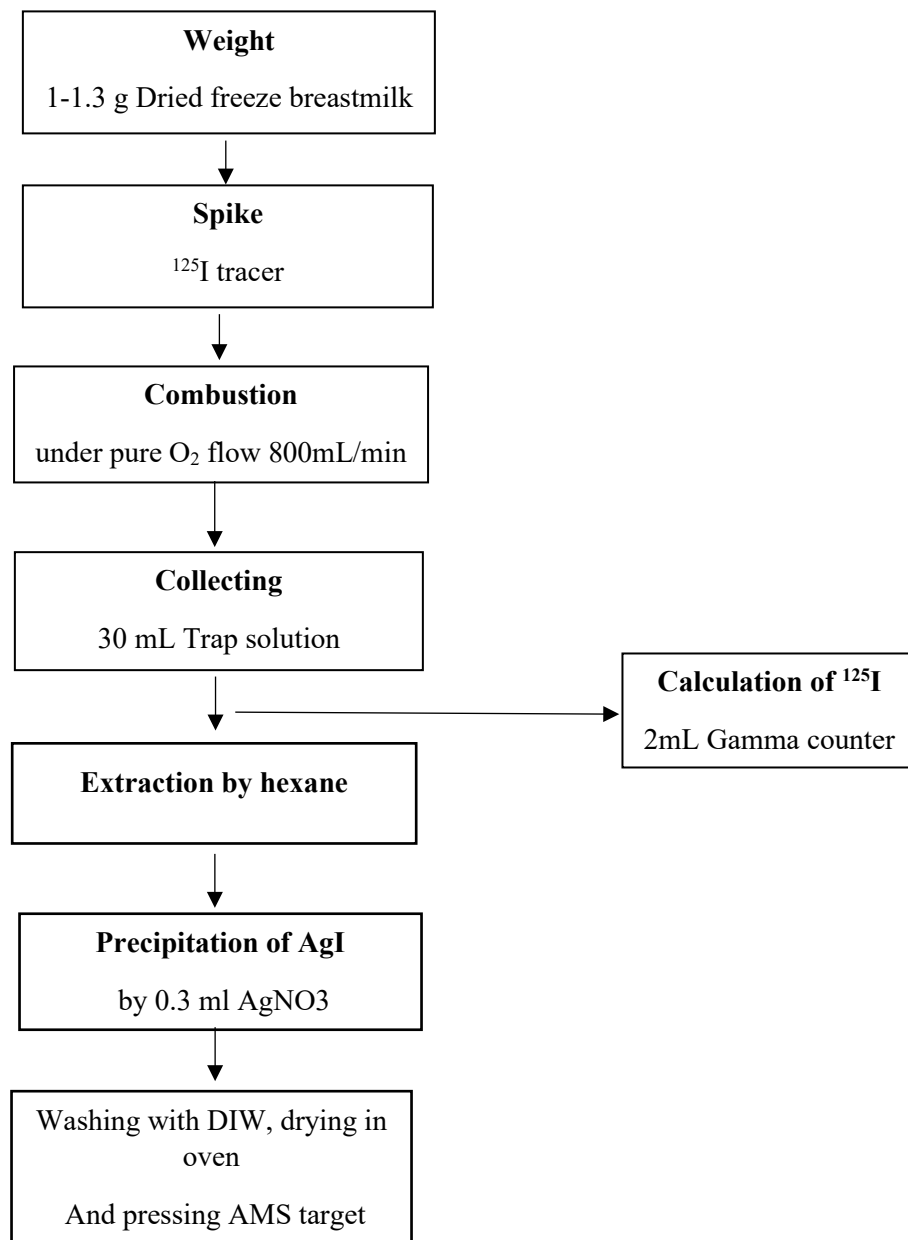 Weight
1-1.3 g Dried freeze breastmilk
Spike
¹²⁵I tracer
Combustion
under pure O₂ flow 800mL/min
Collecting
30 mL Trap solution
Calculation of ¹²⁵I
2mL Gamma counter
Extraction by hexane
Precipitation of AgI
by 0.3 ml AgNO3
Washing with DIW, drying in
oven
And pressing AMS target